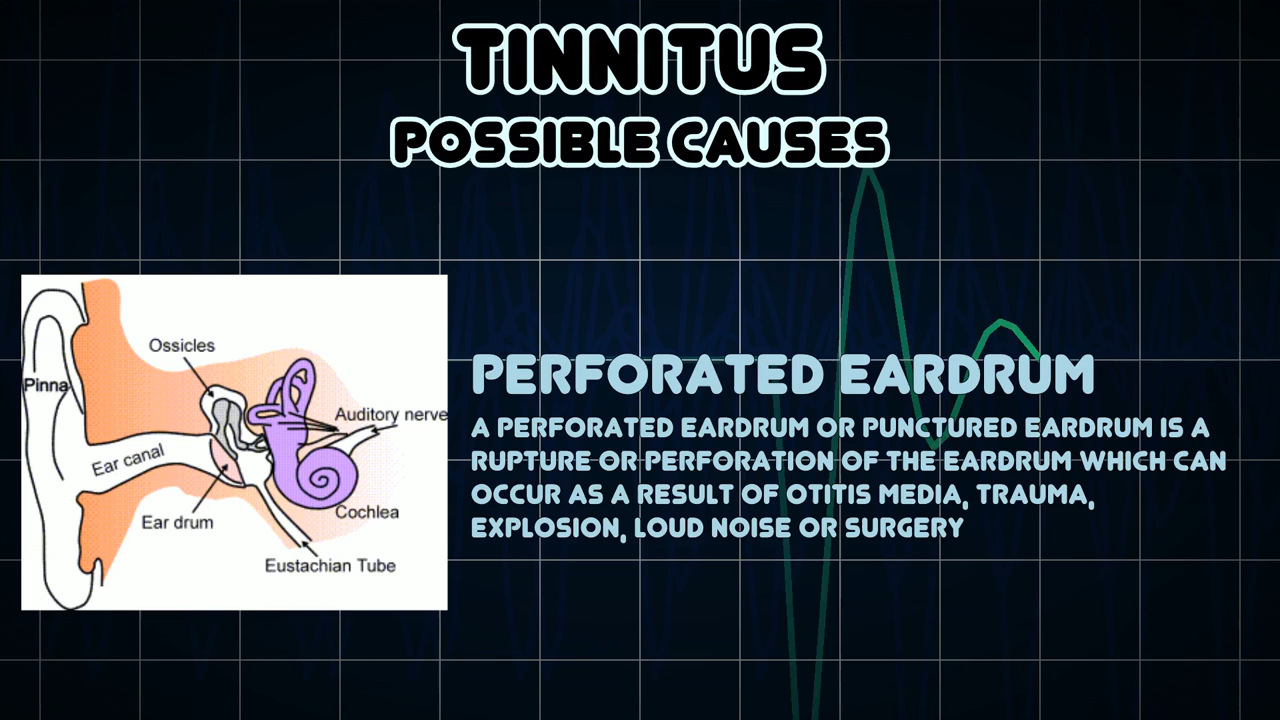 TINNITUS
POSSIBLE CAUSES
Ossicles
Pinna
Auditory nerve
Ear canal
Ear drum
Cochlea
Eustachian Tube
PERFORATED EARDRUM
A PERFORATED EARDRUM OR PUNCTURED EARDRUM IS A
RUPTURE OR PERFORATION OF THE EARDRUM WHICH CAN
OCCUR AS A RESULT OF OTITIS MEDIA, TRAUMA,
EXPLOSION, LOUD NOISE OR SURGERY